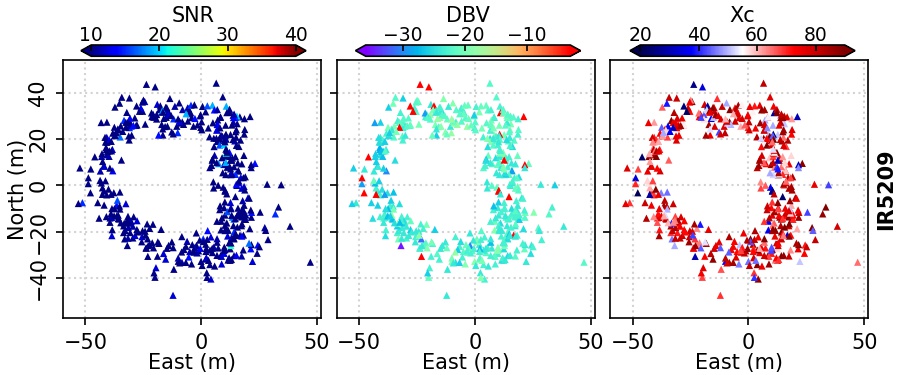 SNR DBV Xc
10 20 30 40 −30 −20 −10 20 40 60 80
North (m)
40
20
0
−20
−40
−50 0 50 −50 0 50 −50 0 50
East (m) East (m) East (m)
IR5209